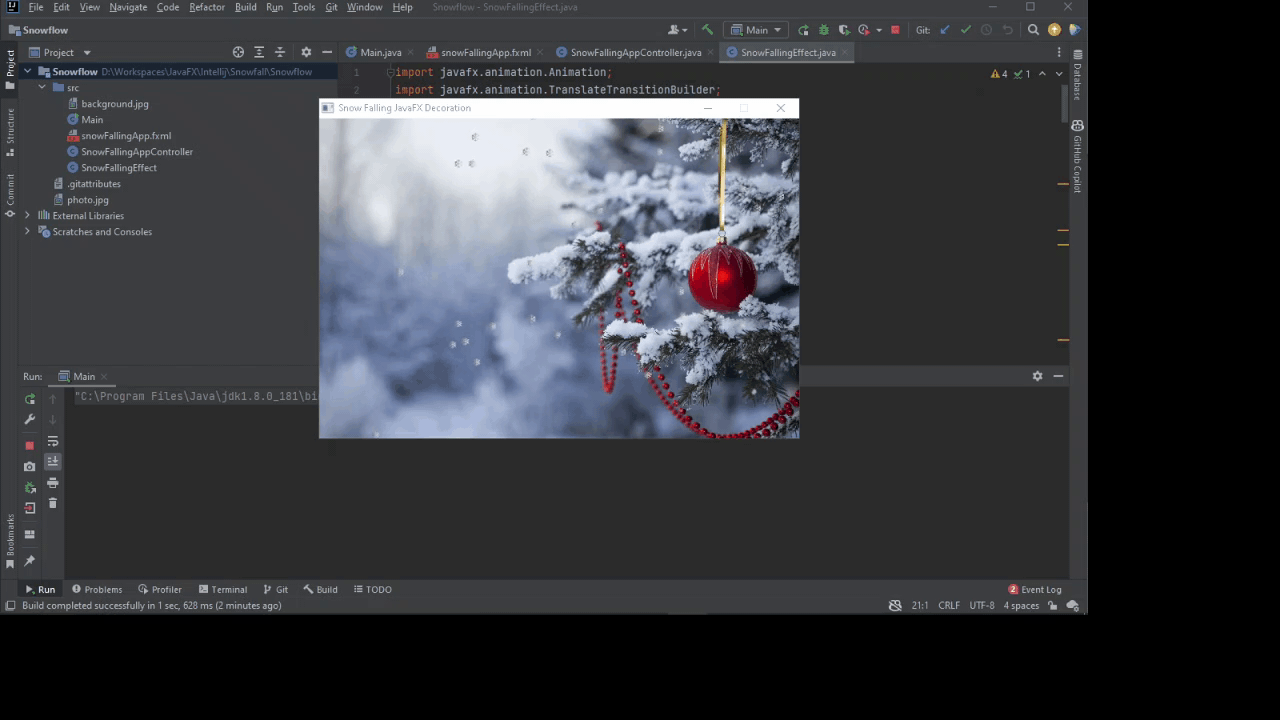 File Edit View Navigate Code Refactor Build Run Tools Git Window Help Snowflow - SnowFallingEffect.java
Snowflow Main Git:
Project Main.java snowFallingApp.fxml SnowFallingAppController.java SnowFallingEffect.java
Project
Structure
Commit
Bookmarks
Snowflow D:\Workspaces\JavaFX\Intellij\Snowfall\Snowflow
src
background.jpg
Main
snowFallingApp.fxml
SnowFallingAppController
SnowFallingEffect
.gitattributes
photo.jpg
External Libraries
Scratches and Consoles
1 import javafx.animation.Animation;
2 import javafx.animation.TranslateTransitionBuilder;
4 1
Database
GitHub Copilot
Snow Falling JavaFX Decoration
Run: Main
"C:\Program Files\Java\jdk1.8.0_181\bi
Run Problems Profiler Terminal Git Build TODO 2 Event Log
Build completed successfully in 1 sec, 628 ms (2 minutes ago) 21:1 CRLF UTF-8 4 spaces